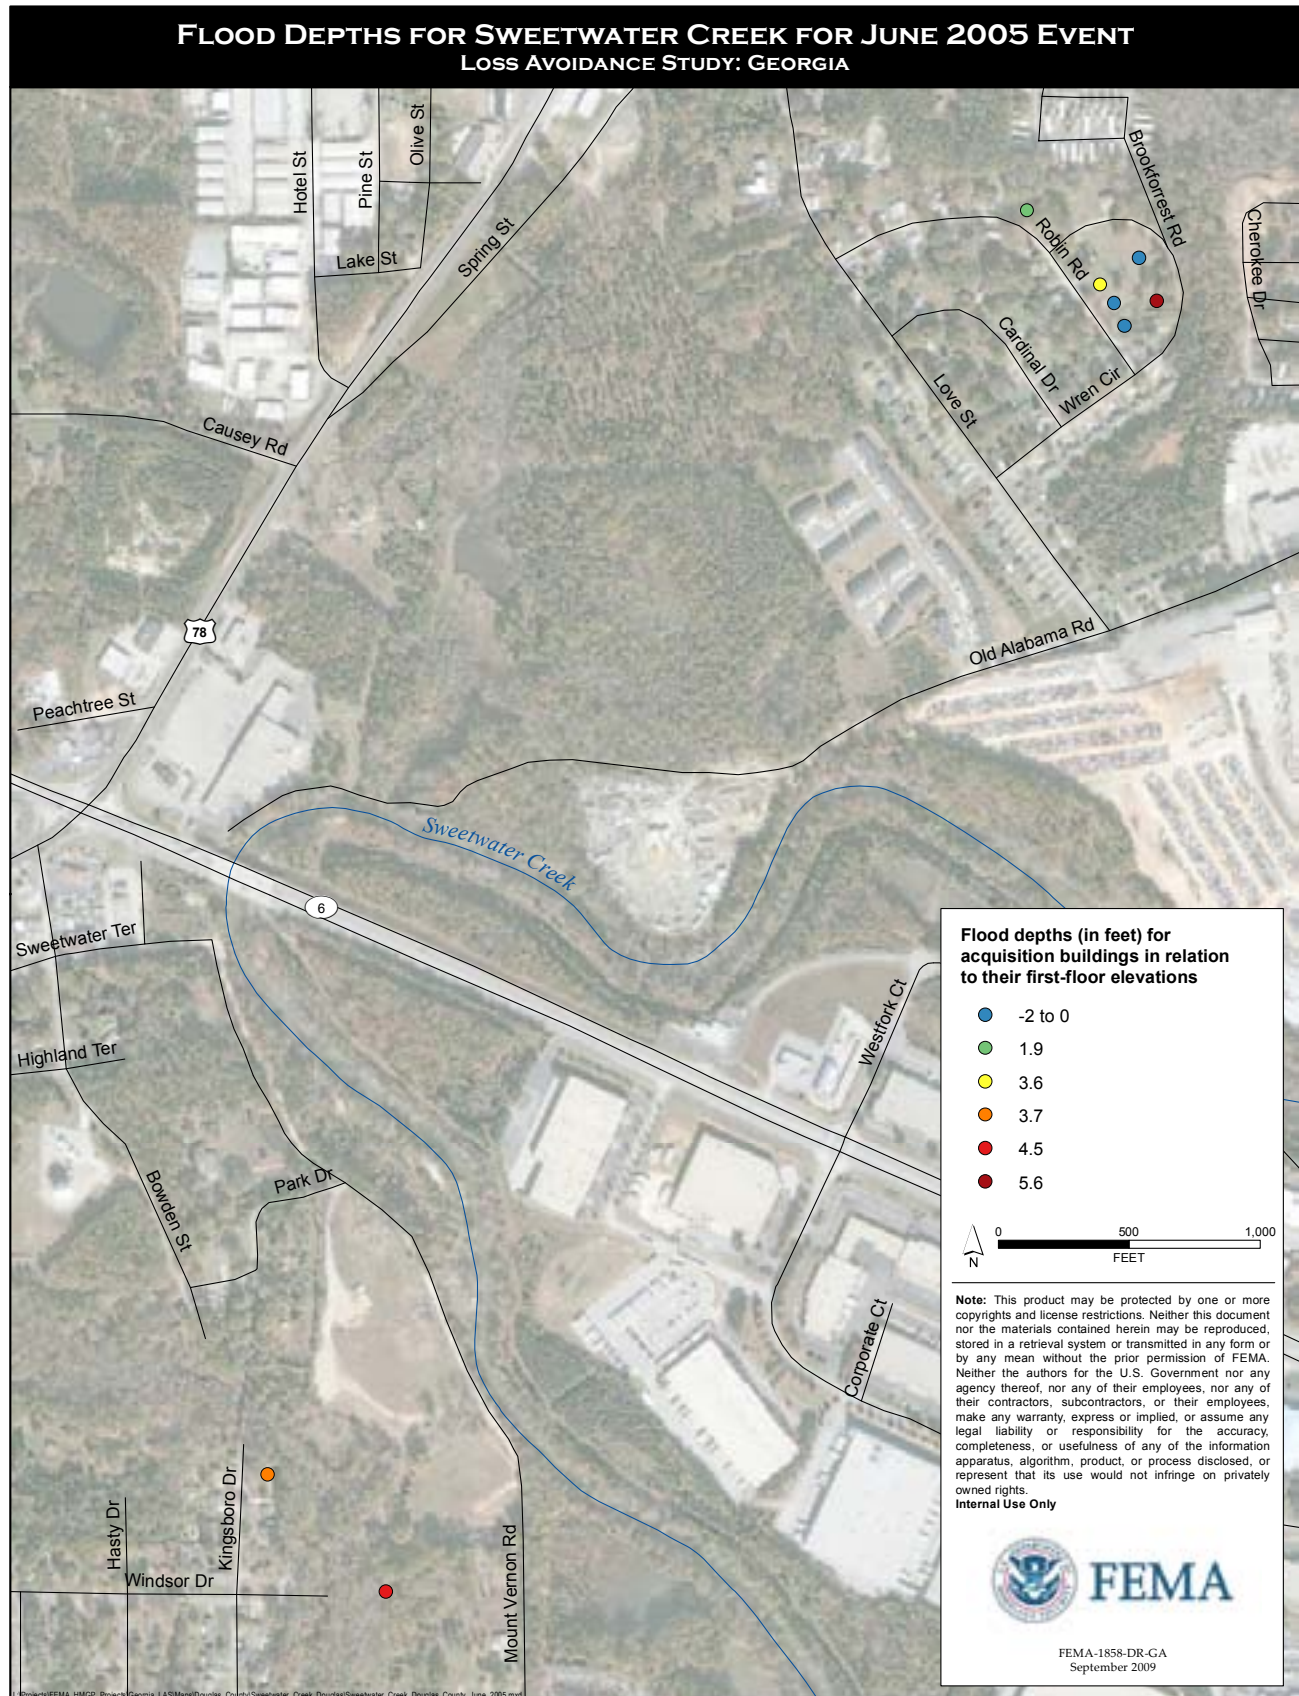 FLOOD DEPTHS FOR SWEETWATER CREEK FOR JUNE 2005 EVENT
LOSS AVOIDANCE STUDY: GEORGIA
Hotel St
Pine St
Olive St
Lake St
Spring St
Brookforrest Rd
Robin Rd
Cherokee Dr
Cardinal Dr
Wren Cir
Love St
Causey Rd
78
Old Alabama Rd
Peachtree St
Sweetwater Creek
6
Sweetwater Ter
Highland Ter
Westfork Ct
Bowden St
Park Dr
Corporate Ct
Kingsboro Dr
Hasty Dr
Windsor Dr
Mount Vernon Rd
Flood depths (in feet) for
acquisition buildings in relation
to their first-floor elevations
-2 to 0
1.9
3.6
3.7
4.5
5.6
N
0 500 1,000
FEET
Note: This product may be protected by one or more
copyrights and license restrictions. Neither this document
nor the materials contained herein may be reproduced,
stored in a retrieval system or transmitted in any form or
by any mean without the prior permission of FEMA.
Neither the authors for the U.S. Government nor any
agency thereof, nor any of their employees, nor any of
their contractors, subcontractors, or their employees,
make any warranty, express or implied, or assume any
legal liability or responsibility for the accuracy,
completeness, or usefulness of any of the information
apparatus, algorithm, product, or process disclosed, or
represent that its use would not infringe on privately
owned rights.
Internal Use Only
FEMA
FEMA-1858-DR-GA
September 2009